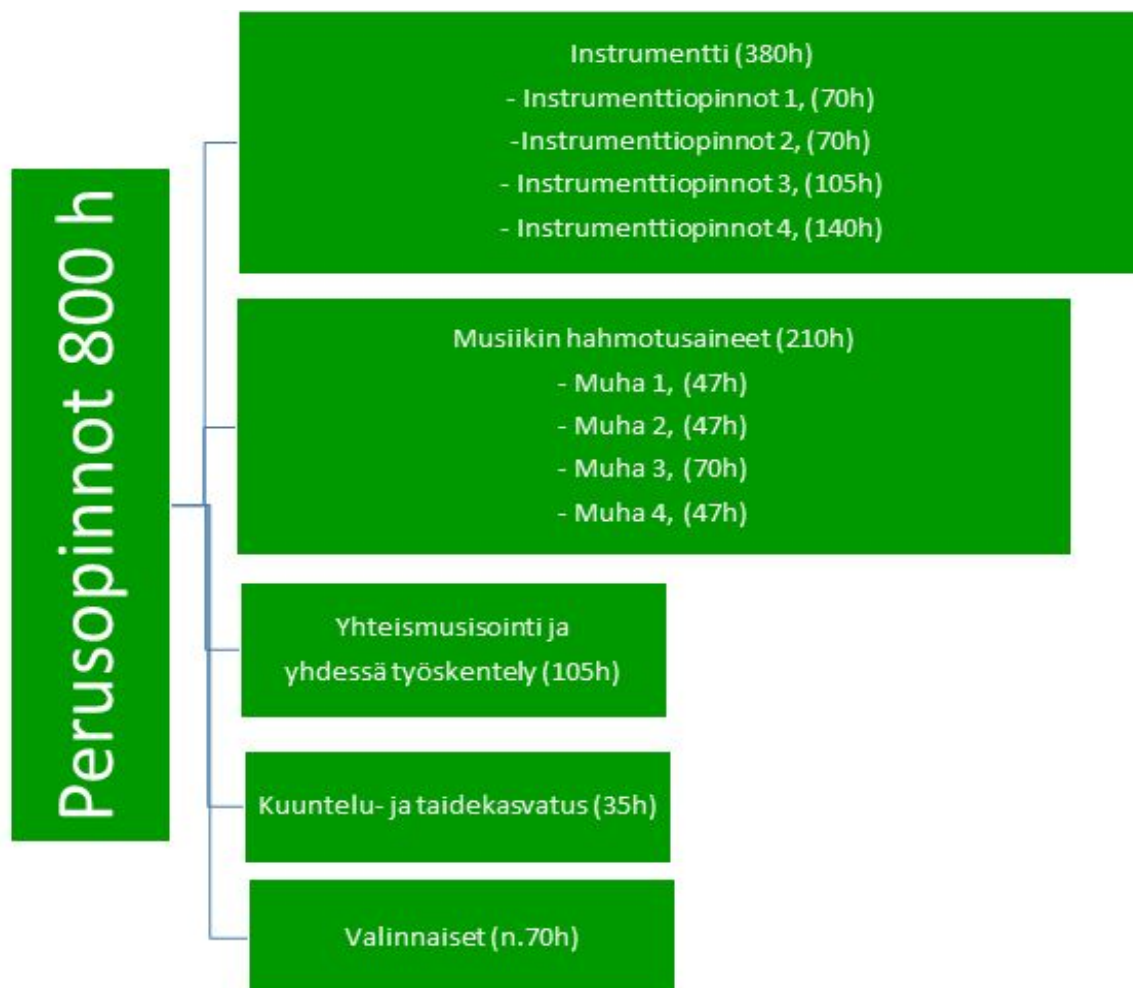 Perusopinnot 800 h
Instrumentti (380h)
- Instrumenttiopinnot 1, (70h)
-Instrumenttiopinnot 2, (70h)
- Instrumenttiopinnot 3, (105h)
- Instrumenttiopinnot 4, (140h)
Musiikin hahmotusaineet (210h)
- Muha 1, (47h)
- Muha 2, (47h)
- Muha 3, (70h)
- Muha 4, (47h)
Yhteismusisointi ja
yhdessä työskentely (105h)
Kuuntelu- ja taidekasvatus (35h)
Valinnaiset (n.70h)